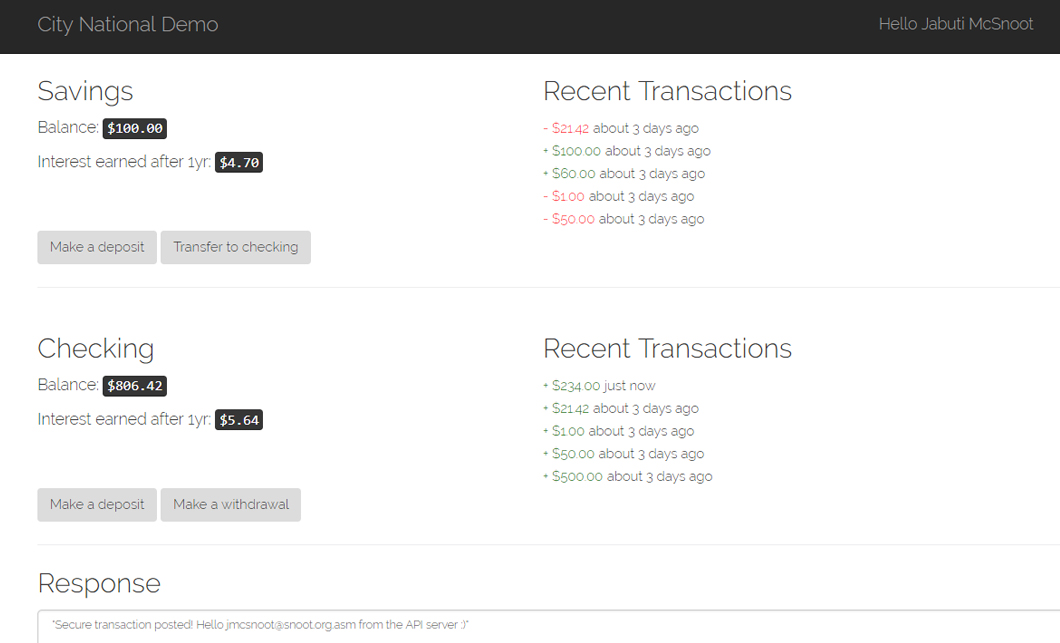 City National Demo
Hello Jabuti McSnoot
Savings
Balance: $100.00
Interest earned after 1yr: $4.70
Make a deposit
Transfer to checking
Recent Transactions
- $21.42 about 3 days ago
+ $100.00 about 3 days ago
+ $60.00 about 3 days ago
- $1.00 about 3 days ago
- $50.00 about 3 days ago
Checking
Balance: $806.42
Interest earned after 1yr: $5.64
Make a deposit
Make a withdrawal
Recent Transactions
+ $234.00 just now
+ $21.42 about 3 days ago
+ $1.00 about 3 days ago
+ $50.00 about 3 days ago
+ $500.00 about 3 days ago
Response
"Secure transaction posted! Hello jmcsnoot@snoot.org.asm from the API server :)"